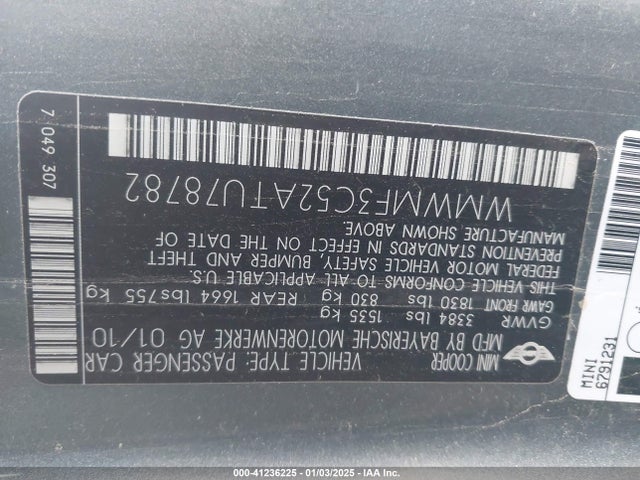 MINI COOPER
VEHICLE TYPE: PASSENGER CAR
MFD BY BAYERISCHE MOTORENWERKE AG 01/10
GVWR 3384 lbs 1535 kg
GAWR FRONT 1830 lbs 830 kg REAR 1664 lbs 755 kg
THIS VEHICLE CONFORMS TO ALL APPLICABLE U.S.
FEDERAL MOTOR VEHICLE SAFETY, BUMPER AND THEFT
PREVENTION STANDARDS IN EFFECT ON THE DATE OF
MANUFACTURE SHOWN ABOVE
WMWMF3C52ATU78782
7 049 307
MINI
6791231
000-41236225 - 01/03/2025 - IAA Inc.